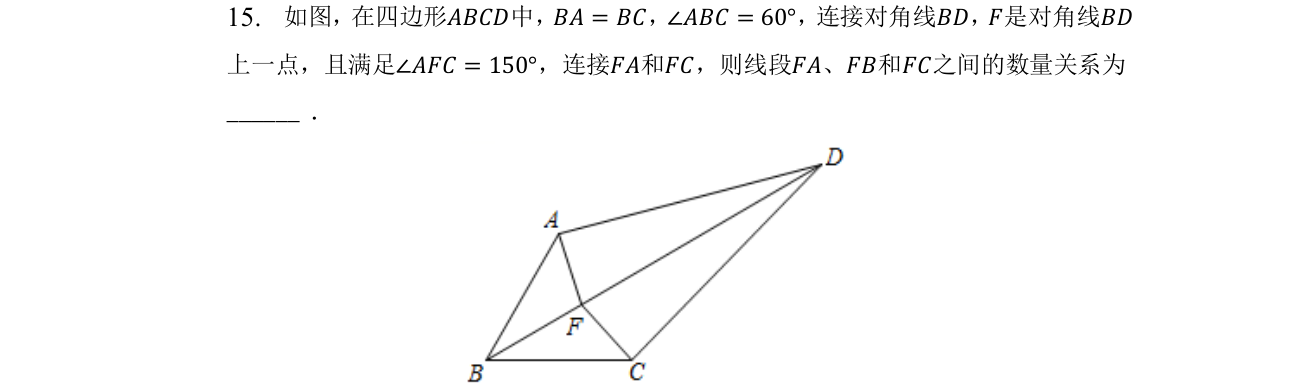 15. 如图，在四边形ABCD中，BA = BC，∠ABC = 60°，连接对角线BD，F是对角线BD
上一点，且满足∠AFC = 150°，连接FA和FC，则线段FA、FB和FC之间的数量关系为
______ .
D
A
F
B
C